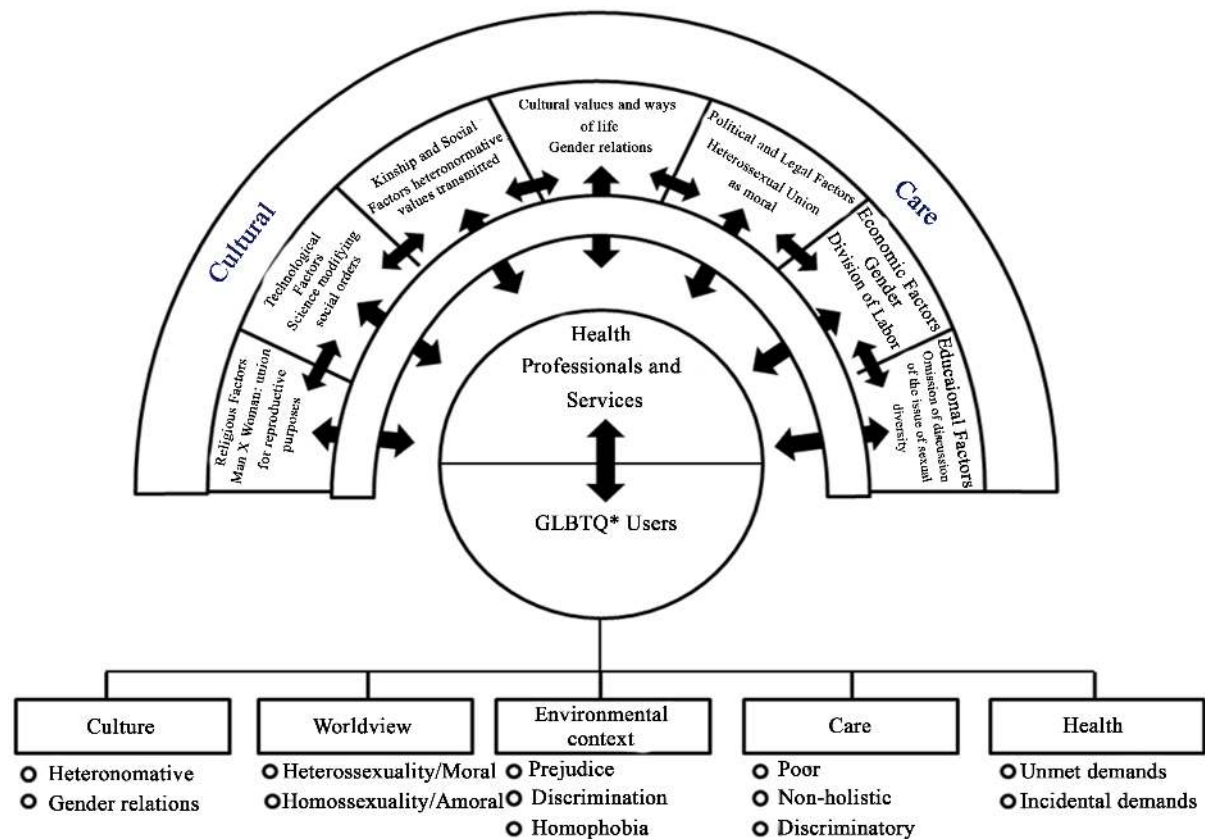 Cultural
Care
Religious Factors
Man X Woman: union
for reproductive
purposes
Technological
Factors
Science modifying
social orders
Kinship and Social
Factors heteronormative
values transmitted
Cultural values and ways
of life
Gender relations
Political and Legal Factors
Heterossexual Union
as moral
Economic Factors
Gender
Division of Labor
Educaional Factors
Omission of discussion
of the issue of sexual
diversity
Health
Professionals and
Services
GLBTQ* Users
Culture
Heteronomative
Gender relations
Worldview
Heterossexuality/Moral
Homossexuality/Amoral
Environmental
context
Prejudice
Discrimination
Homophobia
Care
Poor
Non-holistic
Discriminatory
Health
Unmet demands
Incidental demands